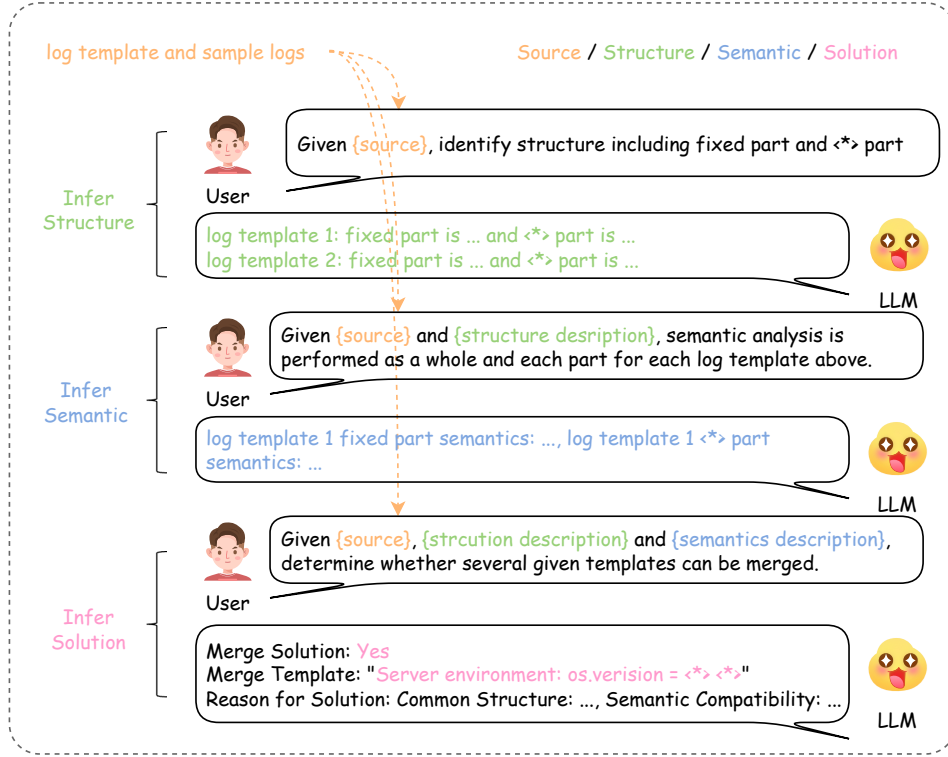 log template and sample logs
Source / Structure / Semantic / Solution
Given {source}, identify structure including fixed part and <*> part
User
Infer
Structure
log template 1: fixed part is ... and <*> part is ...
log template 2: fixed part is ... and <*> part is ...
LLM
Given {source} and {structure desription}, semantic analysis is
performed as a whole and each part for each log template above.
User
Infer
Semantic
log template 1 fixed part semantics: ..., log template 1 <*> part
semantics: ...
LLM
Given {source}, {strcution description} and {semantics description},
determine whether several given templates can be merged.
User
Infer
Solution
Merge Solution: Yes
Merge Template: "Server environment: os.verision = <*> <*>"
Reason for Solution: Common Structure: ..., Semantic Compatibility: ...
LLM